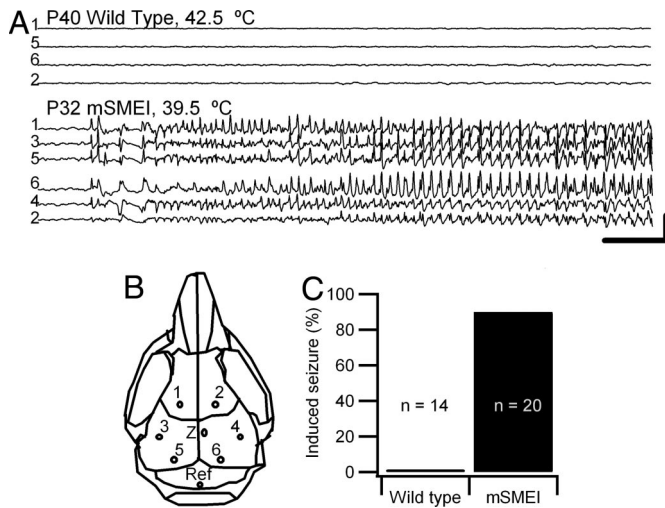 A
P40 Wild Type, 42.5 ºC
1
5
6
2
P32 mSMEI, 39.5 ºC
1
3
5
6
4
2
B
1
2
3
Z
4
5
6
Ref
C
Induced seizure (%)
100
80
60
40
20
0
n = 14
n = 20
Wild type
mSMEI